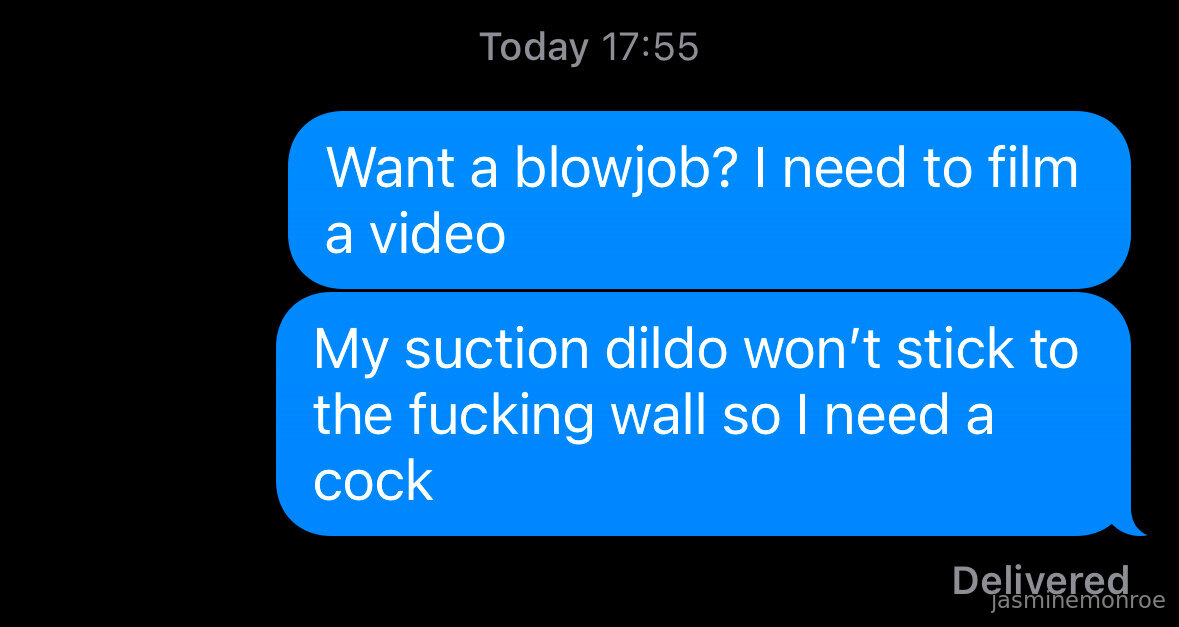 Today 17:55
Want a blowjob? I need to film
a video
My suction dildo won’t stick to
the fucking wall so I need a
cock
Delivered
jasminemonroe